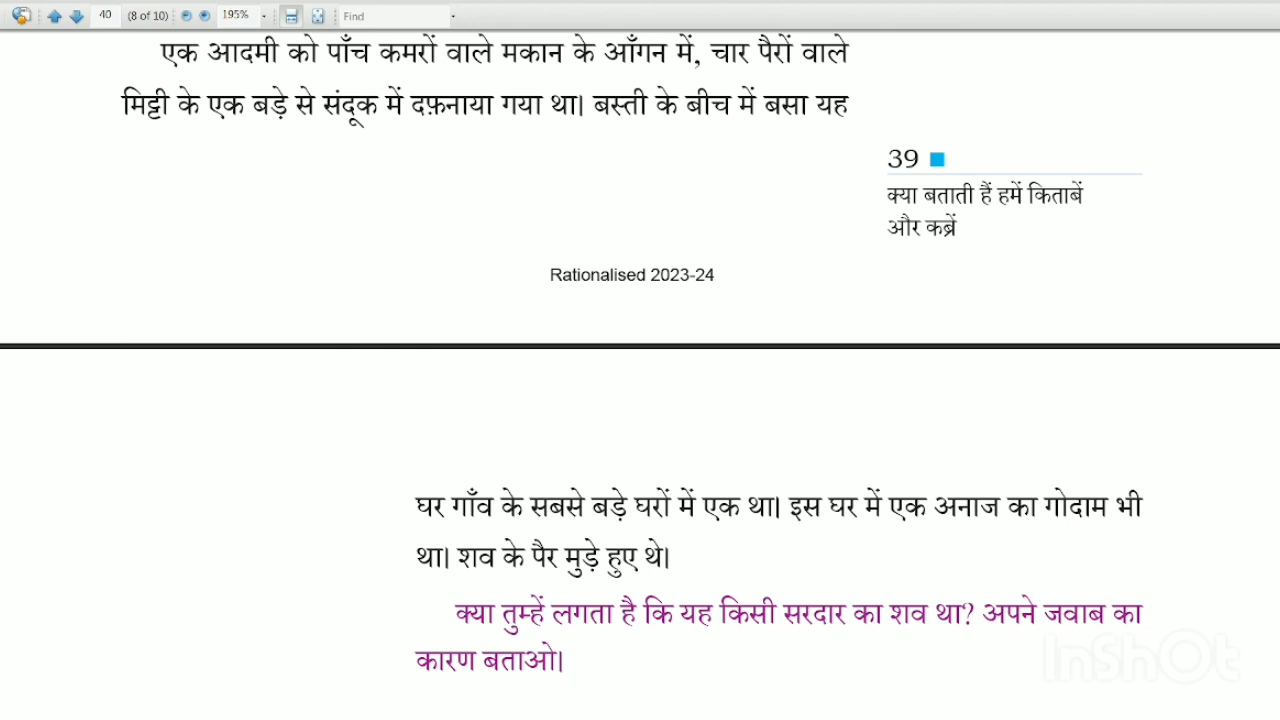 40 (8 of 10) 195% Find
एक आदमी को पाँच कमरों वाले मकान के आँगन में, चार पैरों वाले
मिट्टी के एक बड़े से संदूक में दफ़नाया गया था। बस्ती के बीच में बसा यह
39
क्या बताती हैं हमें किताबें
और कब्रें
Rationalised 2023-24
घर गाँव के सबसे बड़े घरों में एक था। इस घर में एक अनाज का गोदाम भी
था। शव के पैर मुड़े हुए थे।
क्या तुम्हें लगता है कि यह किसी सरदार का शव था? अपने जवाब का
कारण बताओ।
InShOt